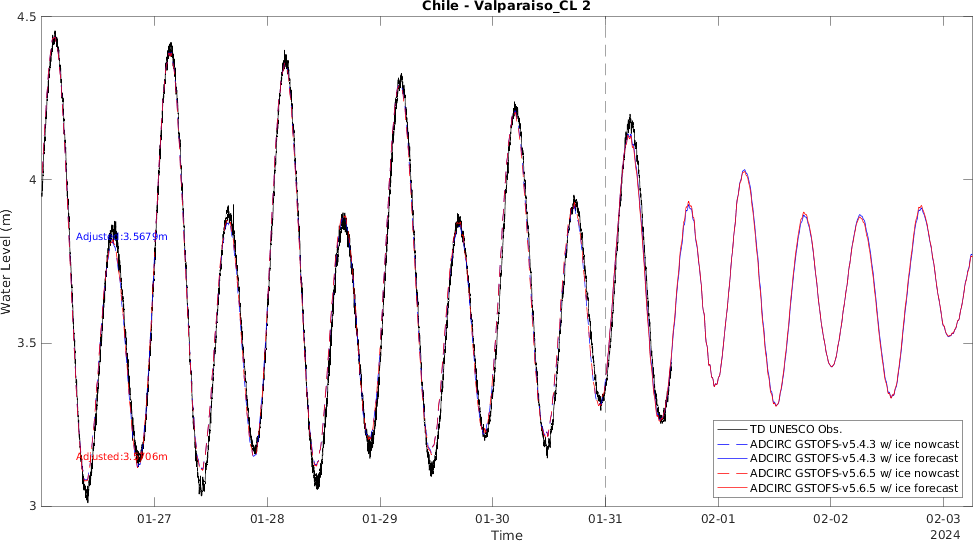 Chile - Valparaiso_CL 2
4.5
4
3.5
3
Water Level (m)
Adjusted:3.5679m
01-27
01-28
01-29
01-30
01-31
02-01
02-02
02-03
2024
Time
TD UNESCO Obs.
ADCIRC GSTOFS-v5.4.3 w/ ice nowcast
ADCIRC GSTOFS-v5.4.3 w/ ice forecast
ADCIRC GSTOFS-v5.6.5 w/ ice nowcast
ADCIRC GSTOFS-v5.6.5 w/ ice forecast